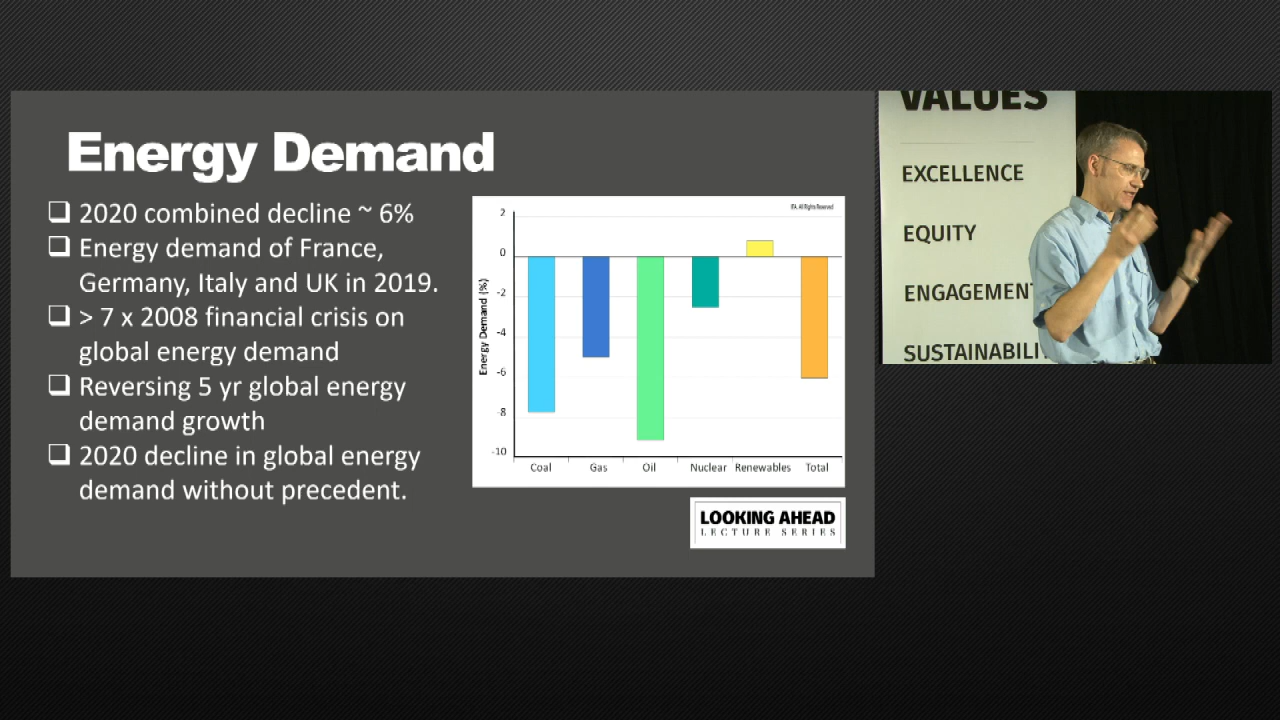 Energy Demand
2020 combined decline ~ 6%
Energy demand of France,
Germany, Italy and UK in 2019.
> 7 x 2008 financial crisis on
global energy demand
Reversing 5 yr global energy
demand growth
2020 decline in global energy
demand without precedent.
All Rights Reserved
Energy Demand (%)
2
0
-2
-4
-6
-8
-10
Coal Gas Oil Nuclear Renewables Total
LOOKING AHEAD
LECTURE SERIES
VALUES
EXCELLENCE
EQUITY
ENGAGEMENT
SUSTAINABILI